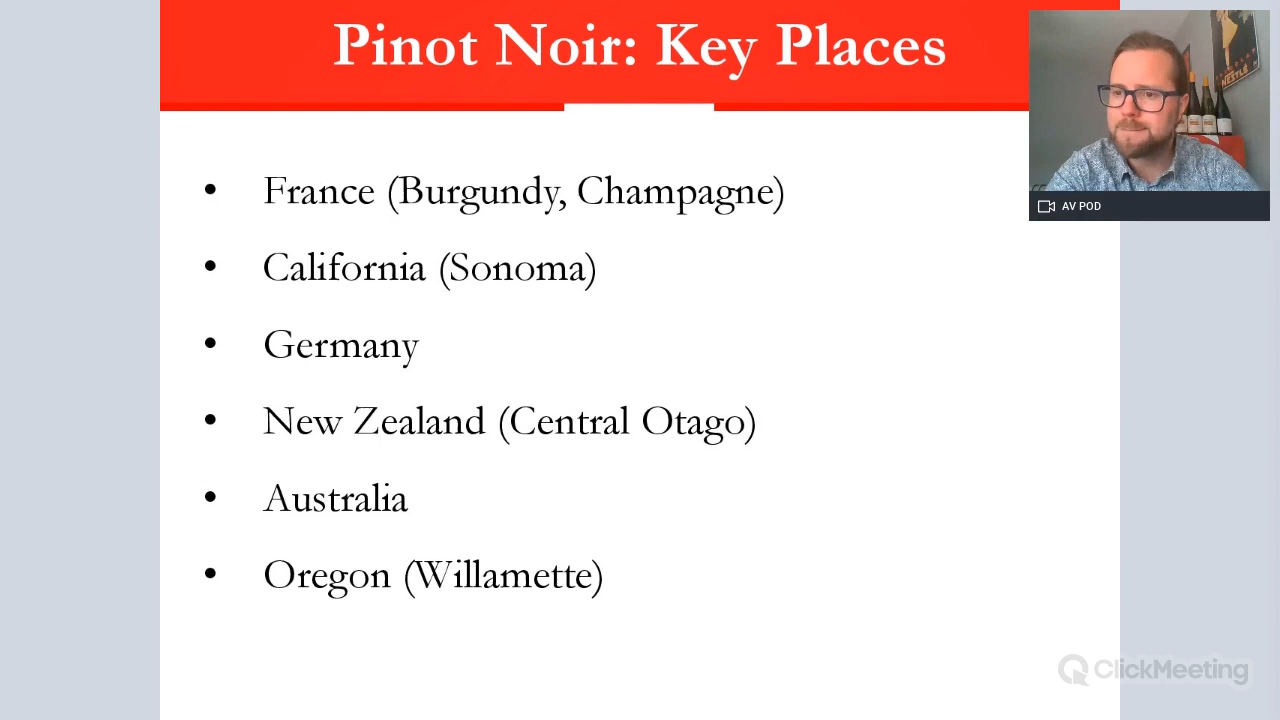 Pinot Noir: Key Places
NESTLÉ
AV POD
• France (Burgundy, Champagne)
• California (Sonoma)
• Germany
• New Zealand (Central Otago)
• Australia
• Oregon (Willamette)
ClickMeeting